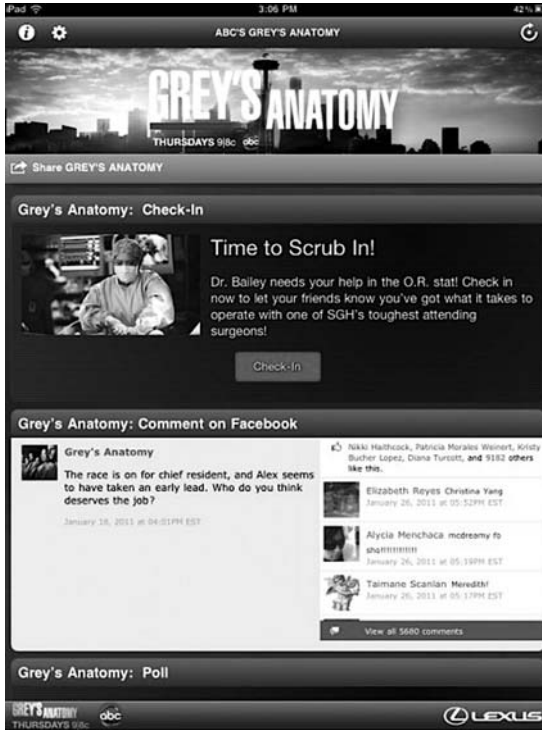 iPad 3:06 PM 42%
ABC'S GREY'S ANATOMY
GREY'S ANATOMY
THURSDAYS 9|8c abc
Share GREY'S ANATOMY
Grey's Anatomy: Check-In
Time to Scrub In!
Dr. Bailey needs your help in the O.R. stat! Check in
now to let your friends know you've got what it takes to
operate with one of SGH's toughest attending
surgeons!
Check-In
Grey's Anatomy: Comment on Facebook
Grey's Anatomy
The race is on for chief resident, and Alex seems
to have taken an early lead. Who do you think
deserves the job?
January 18, 2011 at 04:01PM EST
Nikki Haithcock, Patricia Morales Weinert, Kristy
Bucher Lopez, Diana Turcott, and 9182 others
like this.
Elizabeth Reyes Christina Yang
January 26, 2011 at 05:52PM EST
Alycia Menchaca mcdreamy fo
sho!!!!!!!!!!!!!
January 26, 2011 at 05:19PM EST
Taimane Scanlan Meredith!
January 26, 2011 at 05:17PM EST
View all 5680 comments
Grey's Anatomy: Poll
GREY'S ANATOMY
THURSDAYS 9|8c
abc
LEXUS